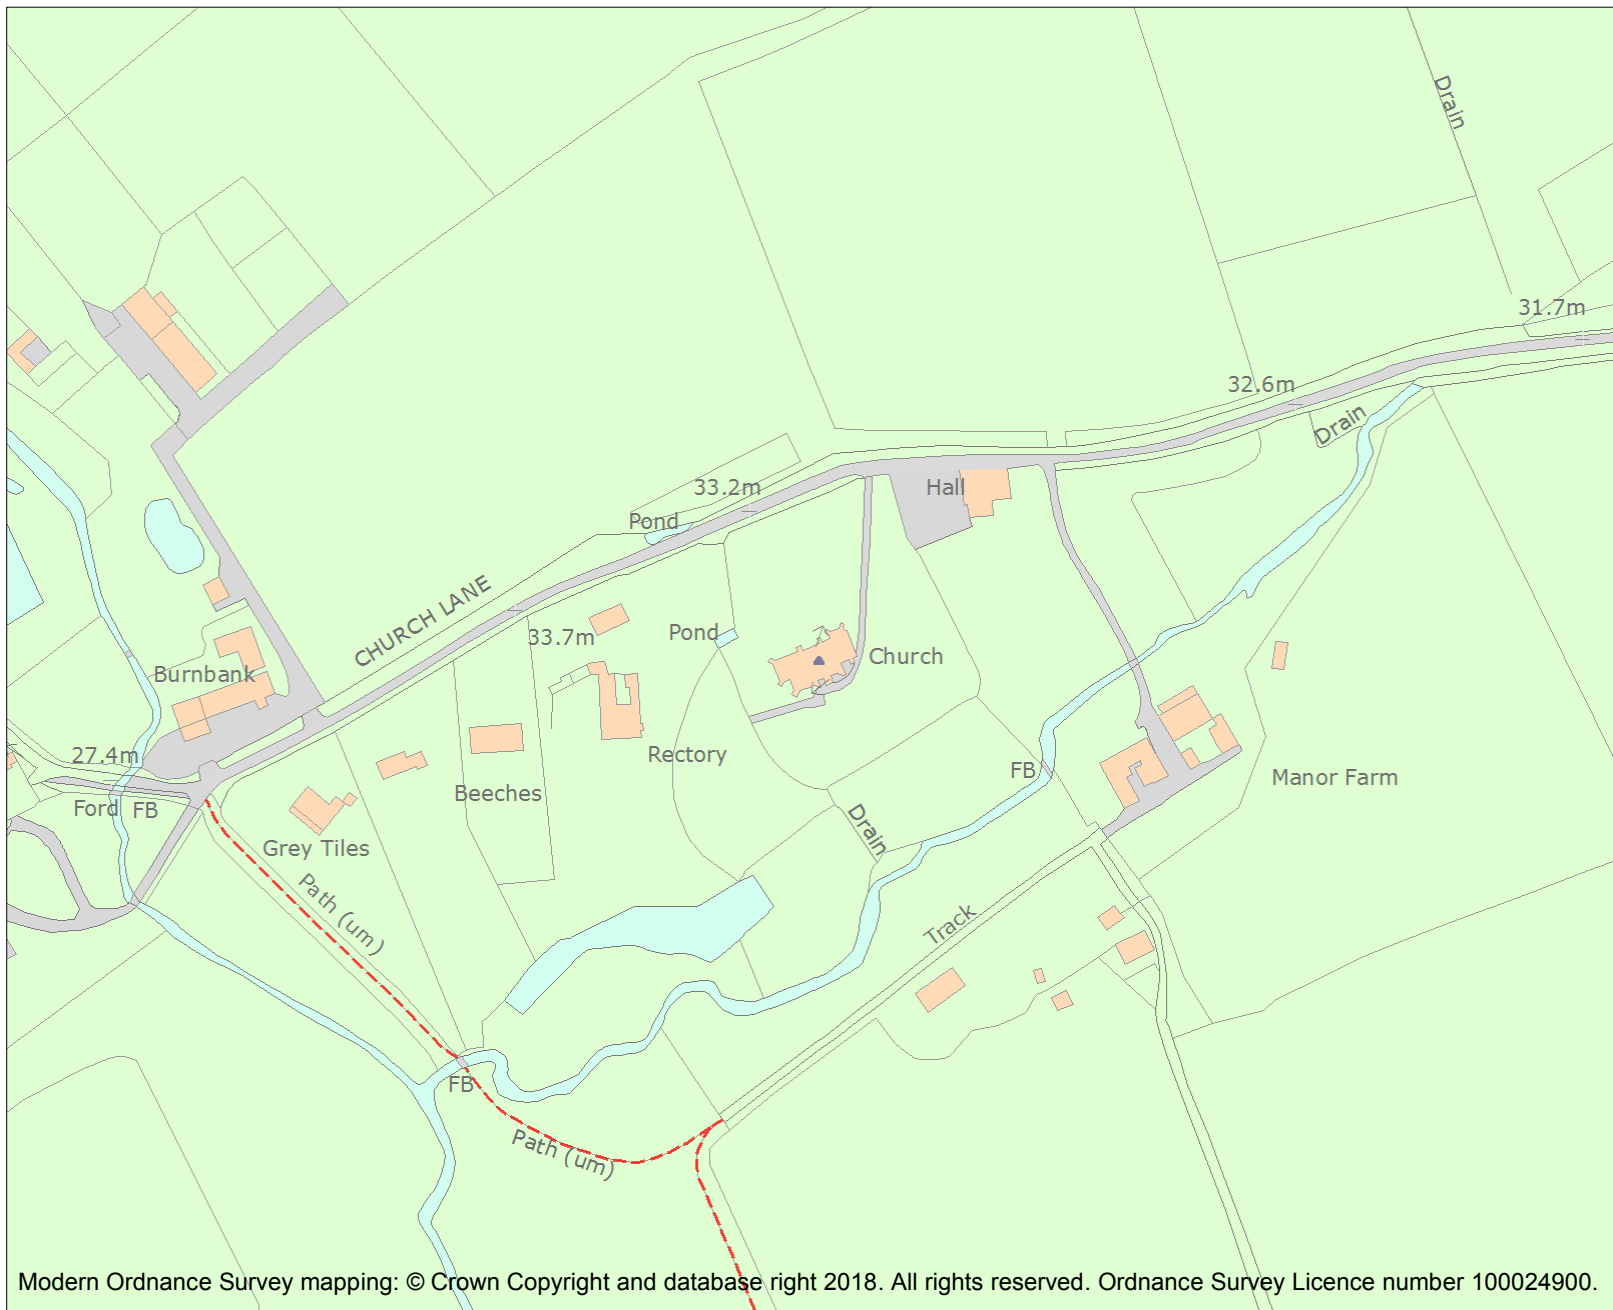 Drain
31.7m
32.6m
Drain
Hall
33.2m
Pond
CHURCH LANE
33.7m
Pond
Church
Burnbank
Rectory
27.4m
FB
Manor Farm
Beeches
Ford
FB
Drain
Grey Tiles
Path (um)
Track
FB
Path (um)
Modern Ordnance Survey mapping: © Crown Copyright and database right 2018. All rights reserved. Ordnance Survey Licence number 100024900.